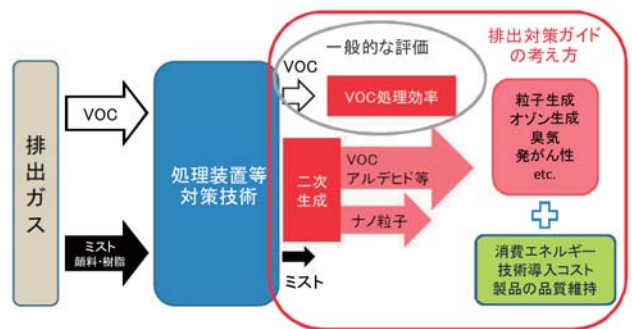 排出ガス
VOC
ミスト
顔料・樹脂
処理装置等
対策技術
一般的な評価
VOC
VOC処理効率
二次
生成
VOC
アルデヒド等
ナノ粒子
ミスト
排出対策ガイド
の考え方
粒子生成
オゾン生成
臭気
発がん性
etc.
消費エネルギー
技術導入コスト
製品の品質維持